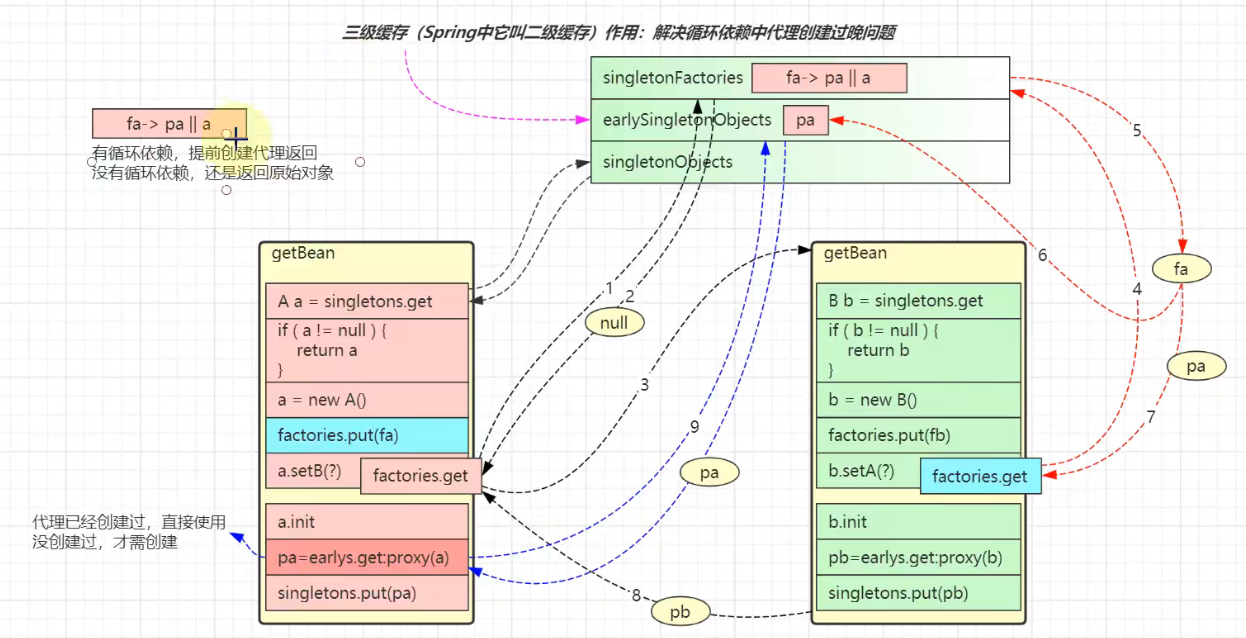 三级缓存（Spring中它叫二级缓存）作用：解决循环依赖中代理创建过晚问题
singletonFactories
fa-> pa || a
earlySingletonObjects
pa
singletonObjects
fa-> pa || a
有循环依赖，提前创建代理返回
没有循环依赖，还是返回原始对象
getBean
A a = singletons.get
if ( a != null ) {
return a
}
a = new A()
factories.put(fa)
a.setB(?)
factories.get
a.init
pa=earlys.get:proxy(a)
singletons.put(pa)
代理已经创建过，直接使用
没创建过，才需创建
1
2
null
3
9
pa
8
pb
getBean
B b = singletons.get
if ( b != null ) {
return b
}
b = new B()
factories.put(fb)
b.setA(?)
factories.get
b.init
pb=earlys.get:proxy(b)
singletons.put(pb)
5
6
fa
4
pa
7